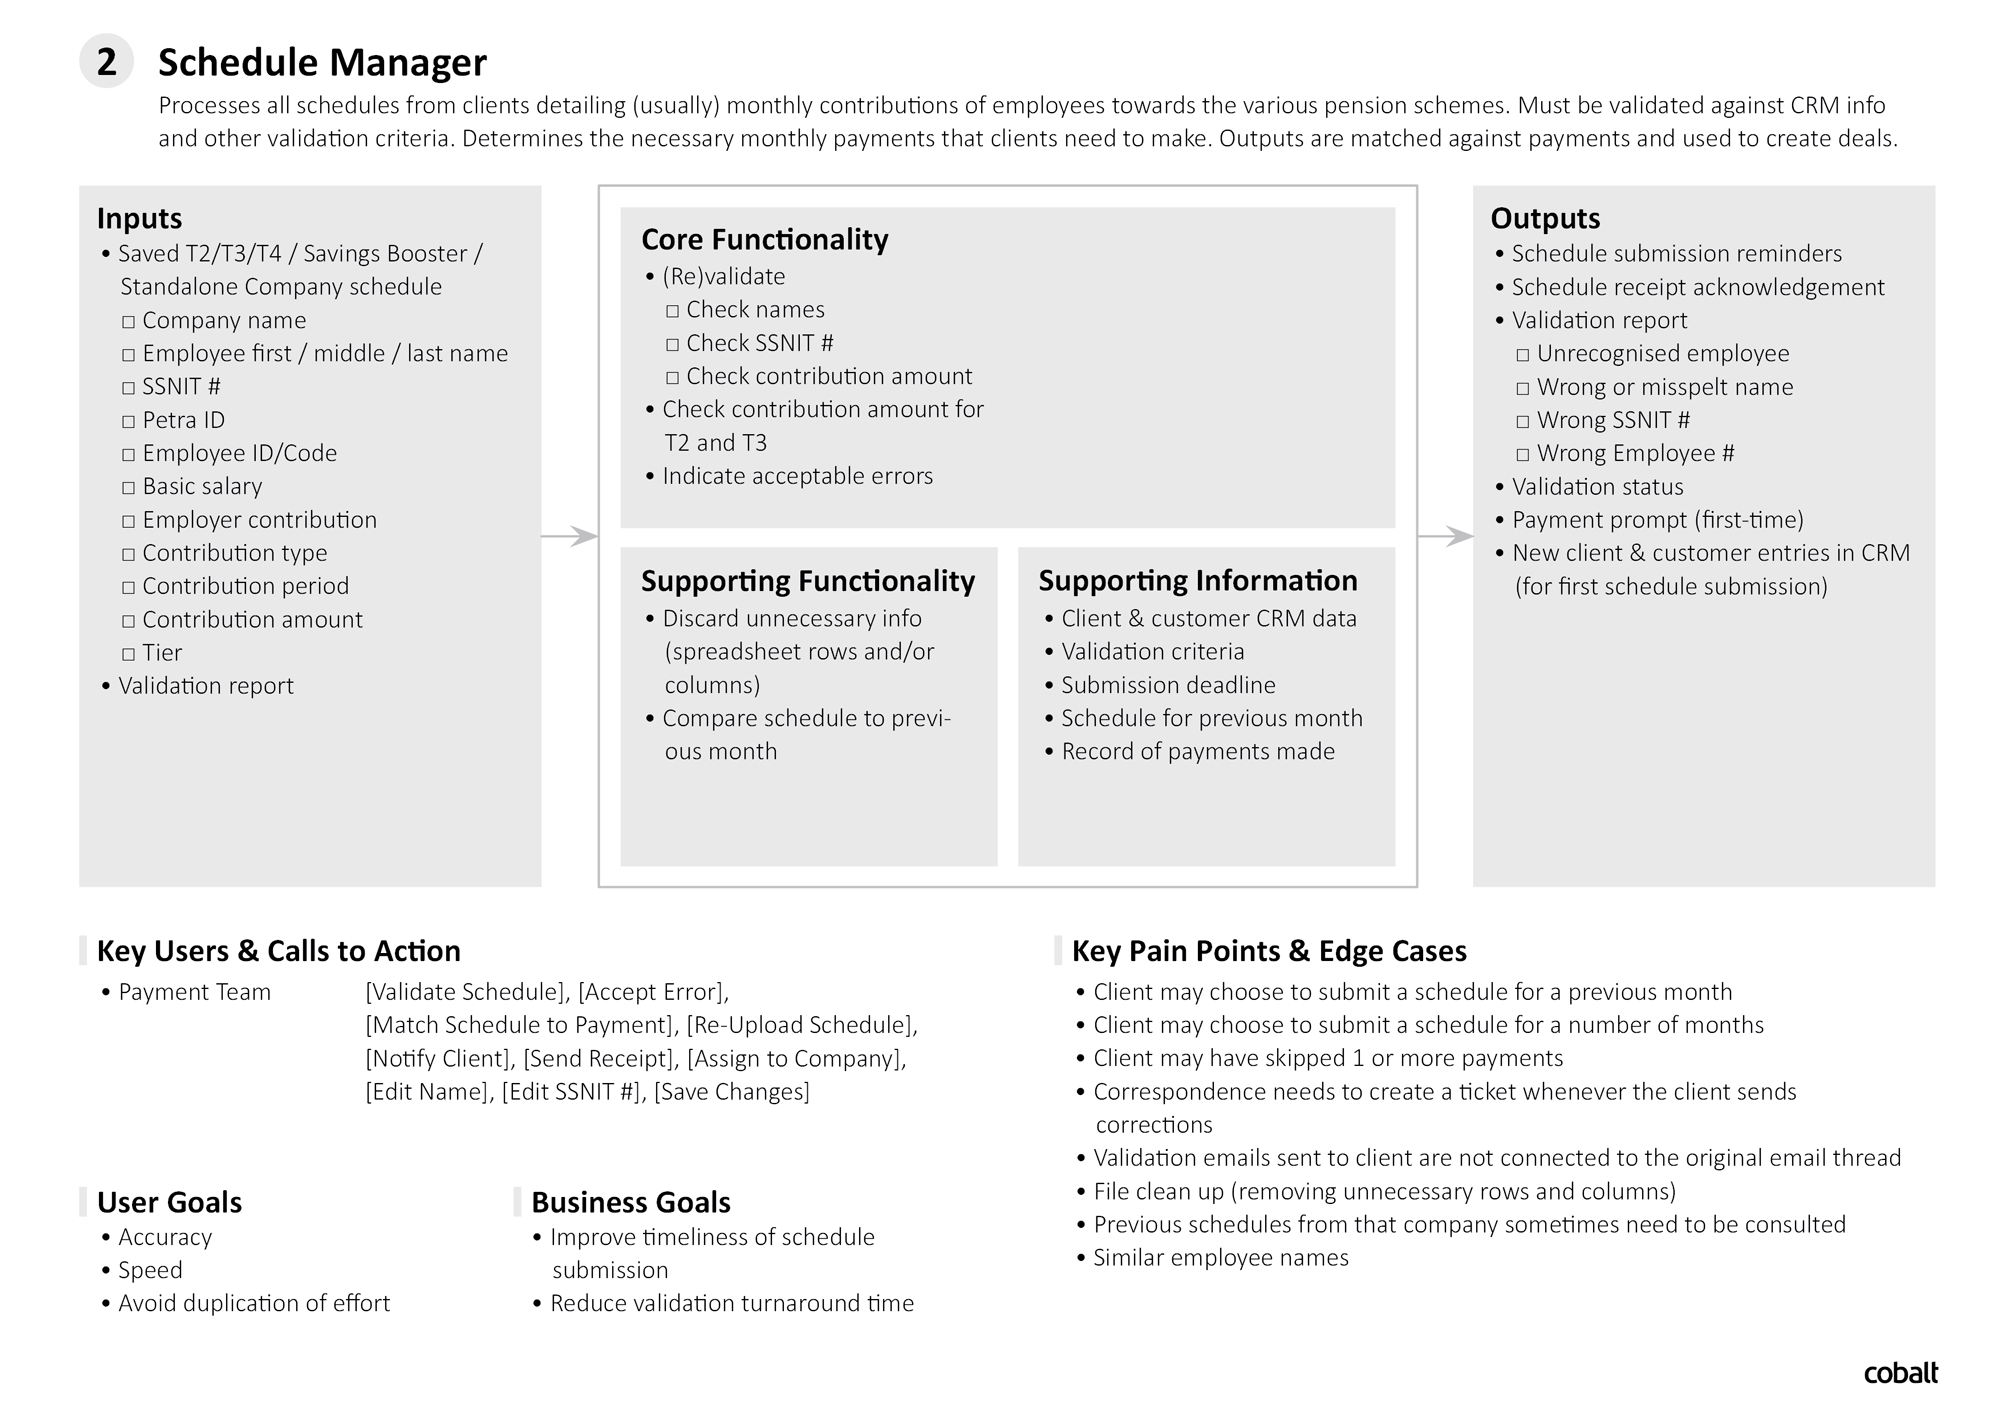 2 Schedule Manager
Processes all schedules from clients detailing (usually) monthly contributions of employees towards the various pension schemes. Must be validated against CRM info
and other validation criteria. Determines the necessary monthly payments that clients need to make. Outputs are matched against payments and used to create deals.
Inputs
• Saved T2/T3/T4 / Savings Booster /
Standalone Company schedule
□ Company name
□ Employee first / middle / last name
□ SSNIT #
□ Petra ID
□ Employee ID/Code
□ Basic salary
□ Employer contribution
□ Contribution type
□ Contribution period
□ Contribution amount
□ Tier
• Validation report
Core Functionality
• (Re)validate
□ Check names
□ Check SSNIT #
□ Check contribution amount
• Check contribution amount for
T2 and T3
• Indicate acceptable errors
Supporting Functionality
• Discard unnecessary info
(spreadsheet rows and/or
columns)
• Compare schedule to previ-
ous month
Supporting Information
• Client & customer CRM data
• Validation criteria
• Submission deadline
• Schedule for previous month
• Record of payments made
Outputs
• Schedule submission reminders
• Schedule receipt acknowledgement
• Validation report
□ Unrecognised employee
□ Wrong or misspelt name
□ Wrong SSNIT #
□ Wrong Employee #
• Validation status
• Payment prompt (first-time)
• New client & customer entries in CRM
(for first schedule submission)
Key Users & Calls to Action
• Payment Team [Validate Schedule], [Accept Error],
[Match Schedule to Payment], [Re-Upload Schedule],
[Notify Client], [Send Receipt], [Assign to Company],
[Edit Name], [Edit SSNIT #], [Save Changes]
User Goals
• Accuracy
• Speed
• Avoid duplication of effort
Business Goals
• Improve timeliness of schedule
submission
• Reduce validation turnaround time
Key Pain Points & Edge Cases
• Client may choose to submit a schedule for a previous month
• Client may choose to submit a schedule for a number of months
• Client may have skipped 1 or more payments
• Correspondence needs to create a ticket whenever the client sends
corrections
• Validation emails sent to client are not connected to the original email thread
• File clean up (removing unnecessary rows and columns)
• Previous schedules from that company sometimes need to be consulted
• Similar employee names
cobalt